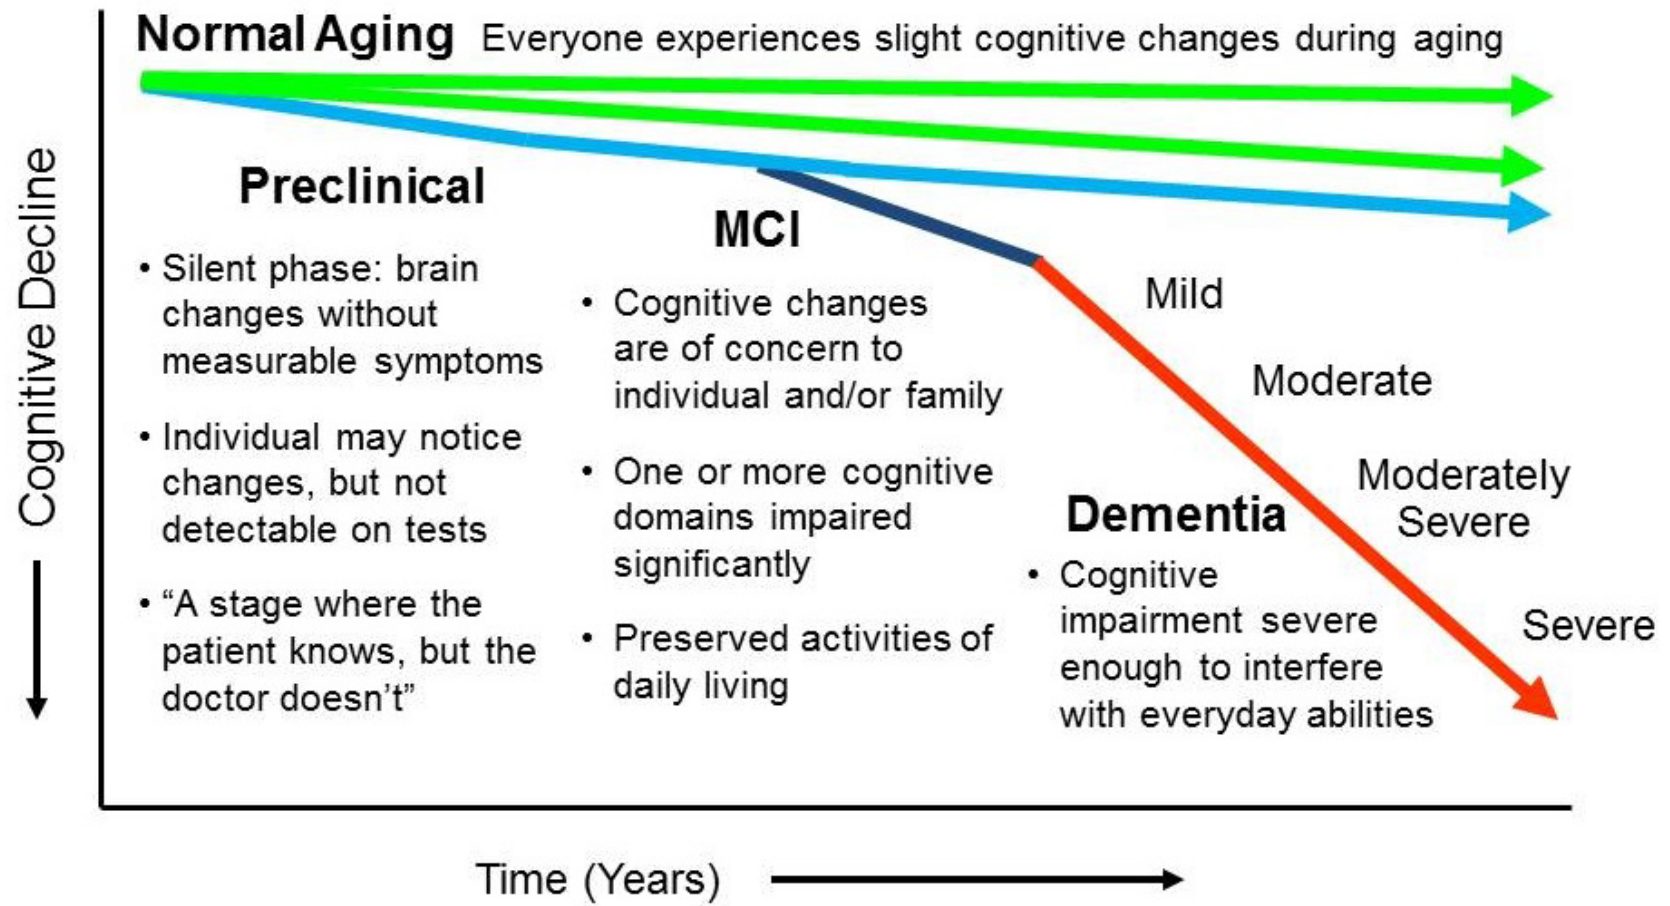 Normal Aging Everyone experiences slight cognitive changes during aging
Cognitive Decline
Preclinical
• Silent phase: brain
changes without
measurable symptoms
• Individual may notice
changes, but not
detectable on tests
• “A stage where the
patient knows, but the
doctor doesn’t”
MCI
• Cognitive changes
are of concern to
individual and/or family
• One or more cognitive
domains impaired
significantly
• Preserved activities of
daily living
Mild
Moderate
Moderately
Severe
Severe
Dementia
• Cognitive
impairment severe
enough to interfere
with everyday abilities
Time (Years)